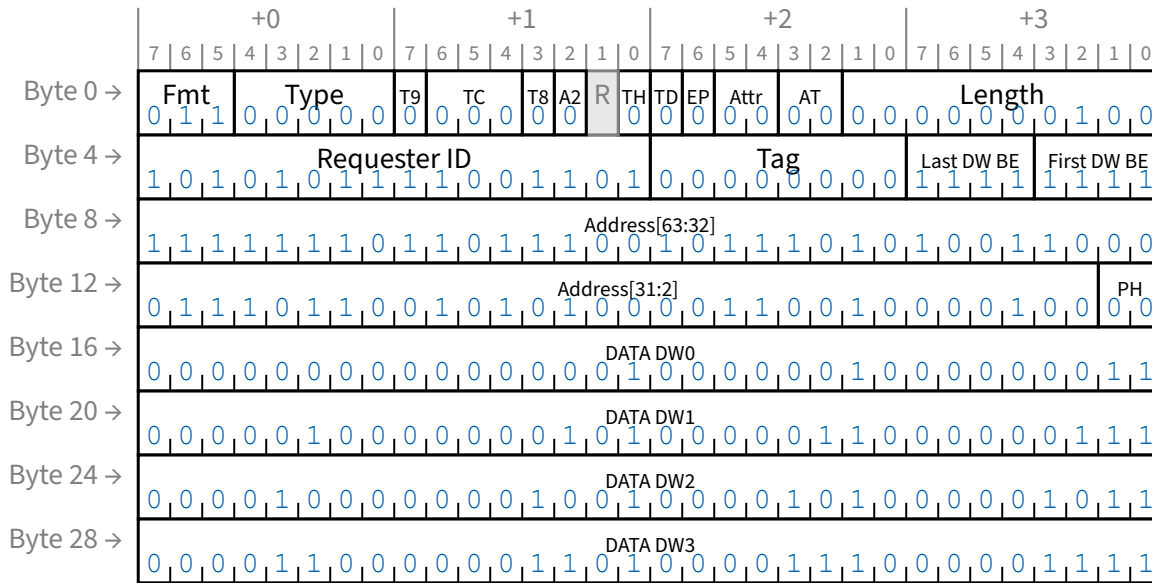 +0 +1 +2 +3
7 6 5 4 3 2 1 0 7 6 5 4 3 2 1 0 7 6 5 4 3 2 1 0 7 6 5 4 3 2 1 0
Byte 0 → Fmt Type T9 TC T8 A2 R TH TD EP Attr AT Length
0 1 1 0 0 0 0 0 0 0 0 0 0 0 0 0 0 0 0 0 0 0 0 0 0 0 0 0 1 0 0
Byte 4 → Requester ID Tag Last DW BE First DW BE
1 0 1 0 1 0 1 1 1 1 0 0 1 1 0 1 0 0 0 0 0 0 0 0 1 1 1 1 1 1 1 1
Byte 8 → Address[63:32]
1 1 1 1 1 1 1 0 1 1 0 1 1 1 0 0 1 0 1 1 1 0 1 0 1 0 0 1 1 0 0 0
Byte 12 → Address[31:2] PH
0 1 1 1 0 1 1 0 0 1 0 1 0 1 0 0 0 0 1 1 0 0 1 0 0 0 0 1 0 0 0 0
Byte 16 → DATA DW0
0 0 0 0 0 0 0 0 0 0 0 0 0 0 0 1 0 0 0 0 0 0 1 0 0 0 0 0 0 0 1 1
Byte 20 → DATA DW1
0 0 0 0 0 1 0 0 0 0 0 0 0 1 0 1 0 0 0 0 0 1 1 0 0 0 0 0 0 1 1 1
Byte 24 → DATA DW2
0 0 0 0 1 0 0 0 0 0 0 0 1 0 0 1 0 0 0 0 1 0 1 0 0 0 0 0 1 0 1 1
Byte 28 → DATA DW3
0 0 0 0 1 1 0 0 0 0 0 0 1 1 0 1 0 0 0 0 1 1 1 0 0 0 0 0 1 1 1 1